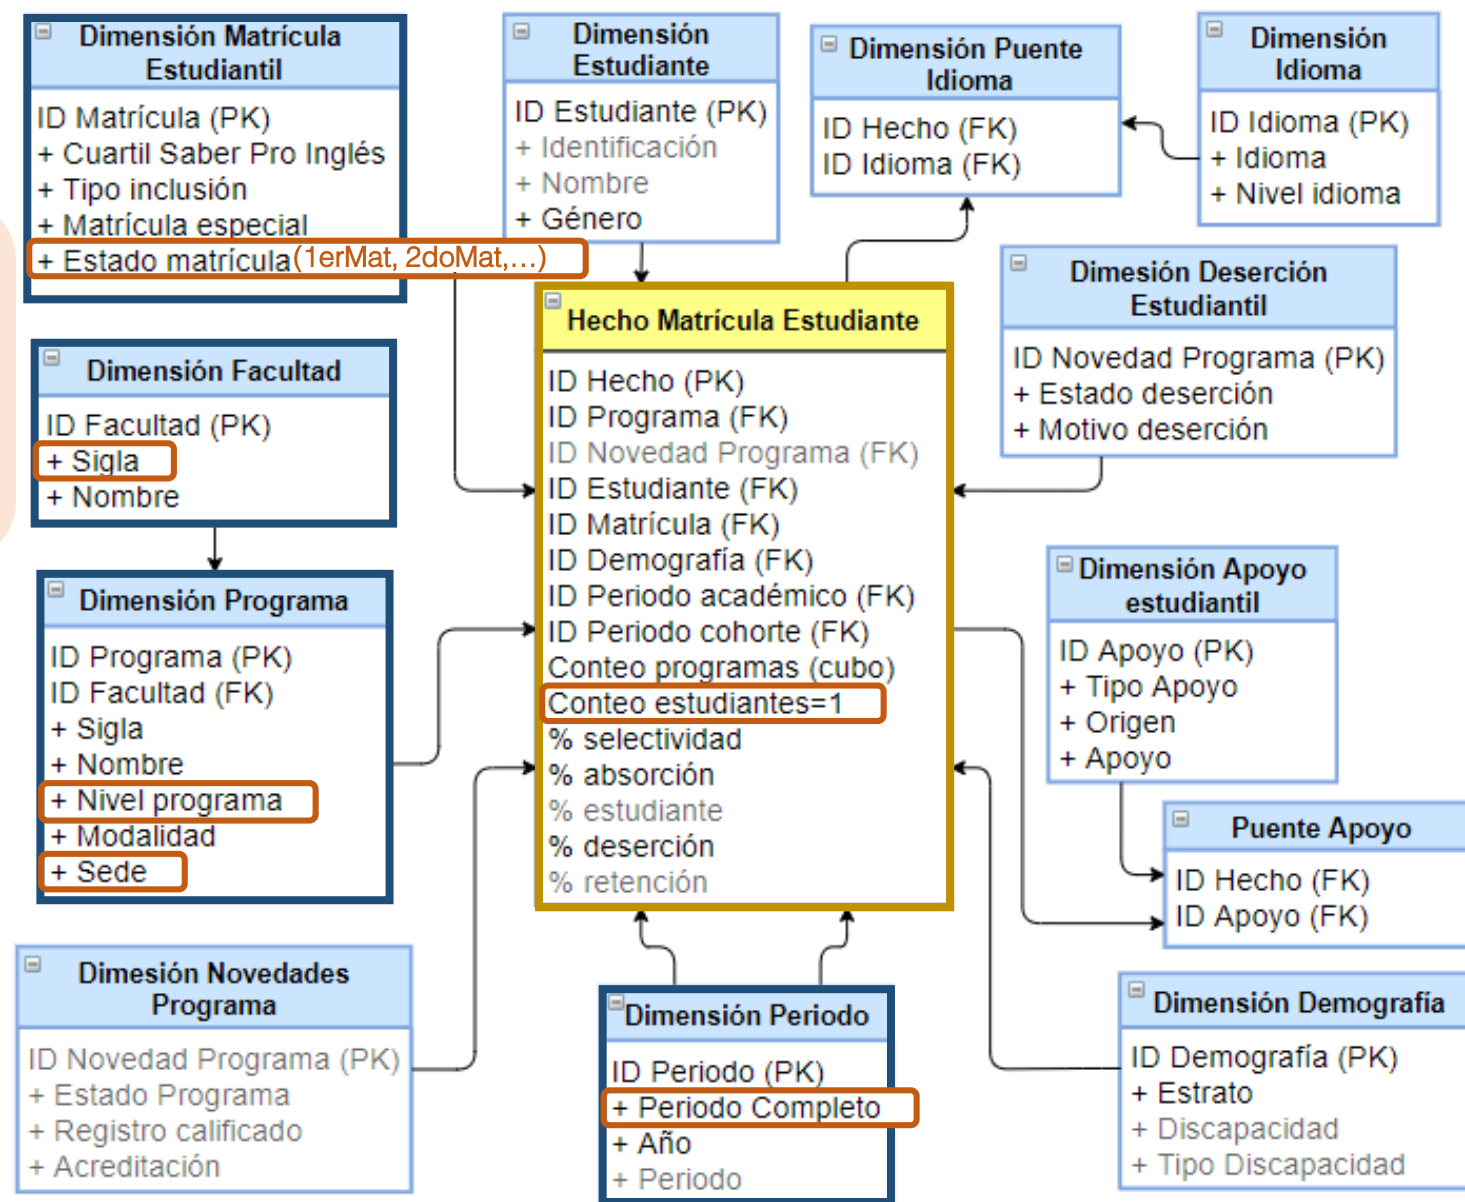 Dimensión Matrícula
Estudiantil
ID Matrícula (PK)
+ Cuartil Saber Pro Inglés
+ Tipo inclusión
+ Matrícula especial
+ Estado matrícula (1erMat, 2doMat,...)
Dimensión
Estudiante
ID Estudiante (PK)
+ Identificación
+ Nombre
+ Género
Dimensión Puente
Idioma
ID Hecho (FK)
ID Idioma (FK)
Dimensión
Idioma
ID Idioma (PK)
+ Idioma
+ Nivel idioma
Dimensión Facultad
ID Facultad (PK)
+ Sigla
+ Nombre
Hecho Matrícula Estudiante
ID Hecho (PK)
ID Programa (FK)
ID Novedad Programa (FK)
ID Estudiante (FK)
ID Matrícula (FK)
ID Demografía (FK)
ID Periodo académico (FK)
ID Periodo cohorte (FK)
Conteo programas (cubo)
Conteo estudiantes=1
% selectividad
% absorción
% estudiante
% deserción
% retención
Dimesión Deserción
Estudiantil
ID Novedad Programa (PK)
+ Estado deserción
+ Motivo deserción
Dimensión Programa
ID Programa (PK)
ID Facultad (FK)
+ Sigla
+ Nombre
+ Nivel programa
+ Modalidad
+ Sede
Dimensión Apoyo
estudiantil
ID Apoyo (PK)
+ Tipo Apoyo
+ Origen
+ Apoyo
Puente Apoyo
ID Hecho (FK)
ID Apoyo (FK)
Dimesión Novedades
Programa
ID Novedad Programa (PK)
+ Estado Programa
+ Registro calificado
+ Acreditación
Dimensión Periodo
ID Periodo (PK)
+ Periodo Completo
+ Año
+ Periodo
Dimensión Demografía
ID Demografía (PK)
+ Estrato
+ Discapacidad
+ Tipo Discapacidad